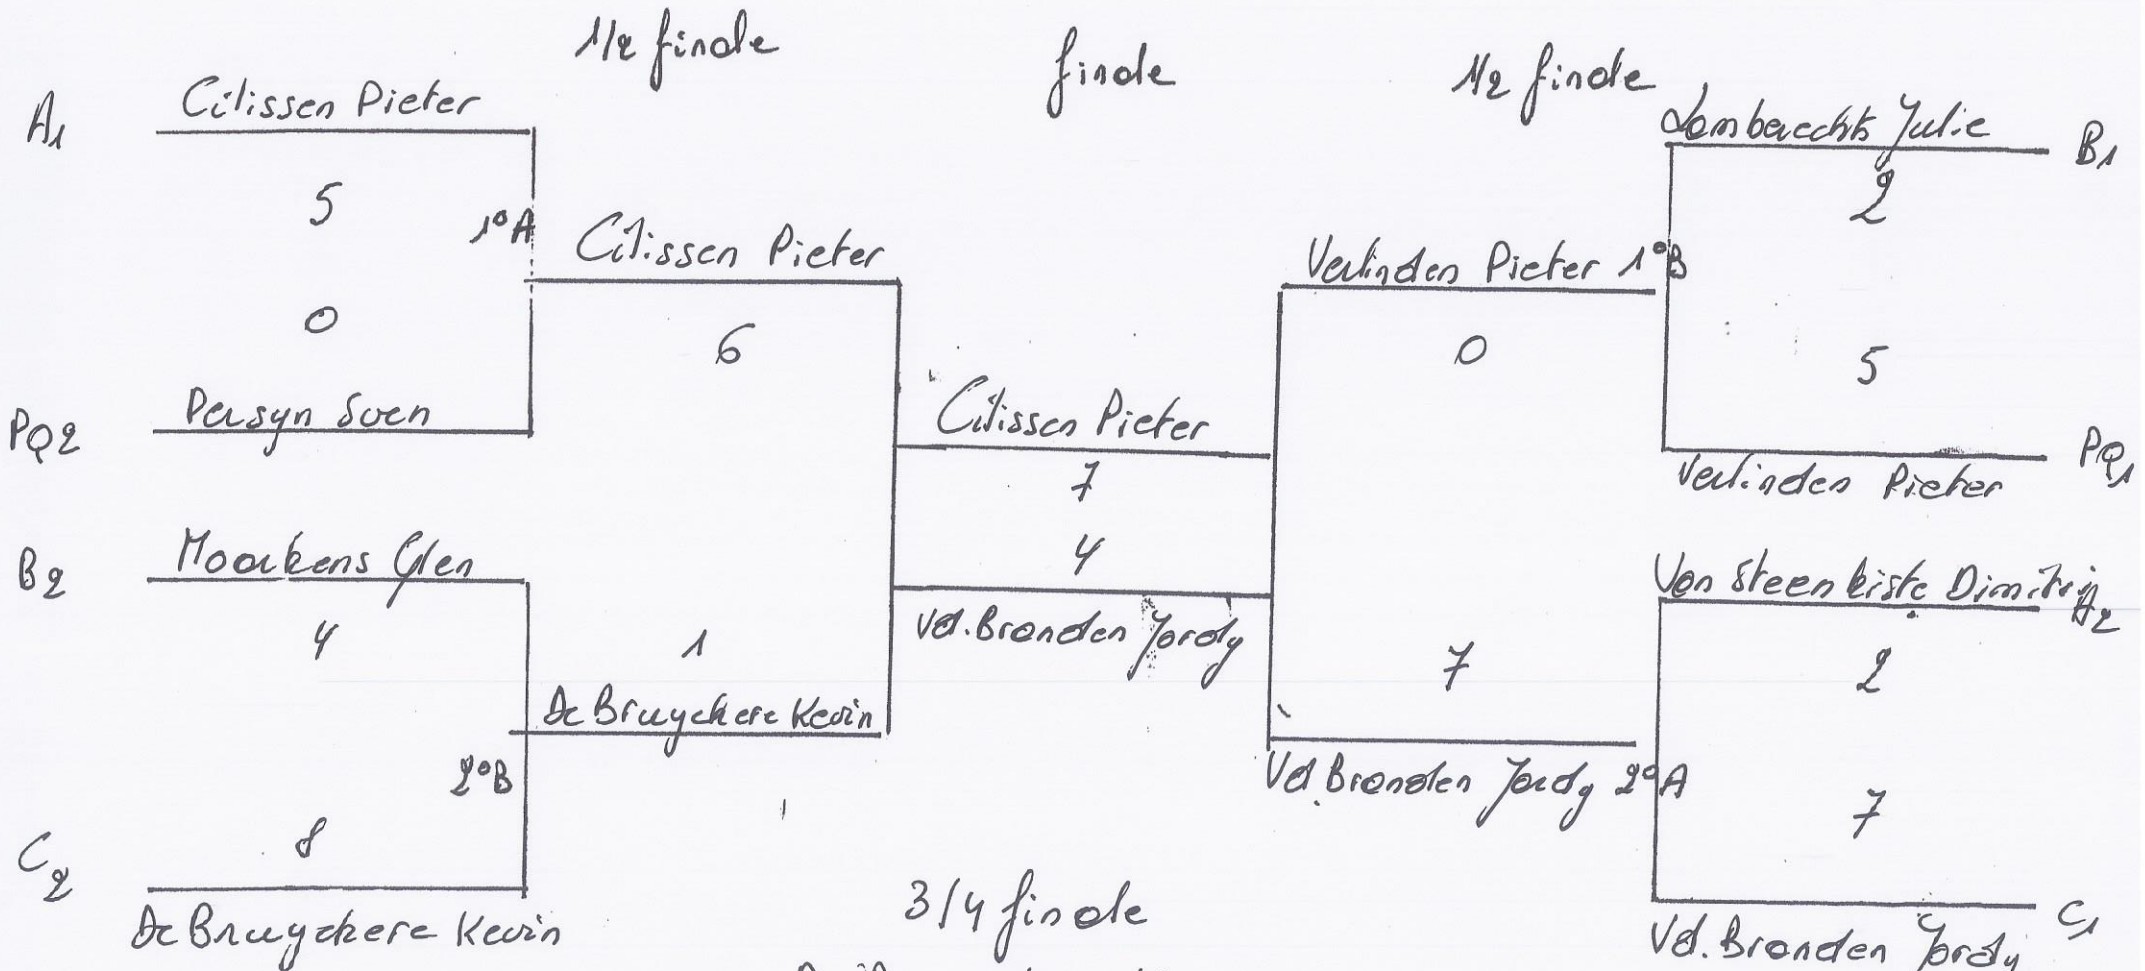 1/2 finale
finale
1/2 finale
A1
Cilissen Pieter
5
1°A
0
PQ2
Persyn Sven
B2
Moorkens Glen
4
2°B
8
C2
De Bruyckere Kevin
Cilissen Pieter
6
1
De Bruyckere Kevin
Cilissen Pieter
7
4
Vd. Branden Jordy
Verlinden Pieter 1°B
0
7
Vd. Branden Jordy 2°A
Lambrechts Julie
B1
2
5
PQ1
Verlinden Pieter
Van Steenkiste Dimitri
A2
2
7
C1
Vd. Branden Jordy
3/4 finale